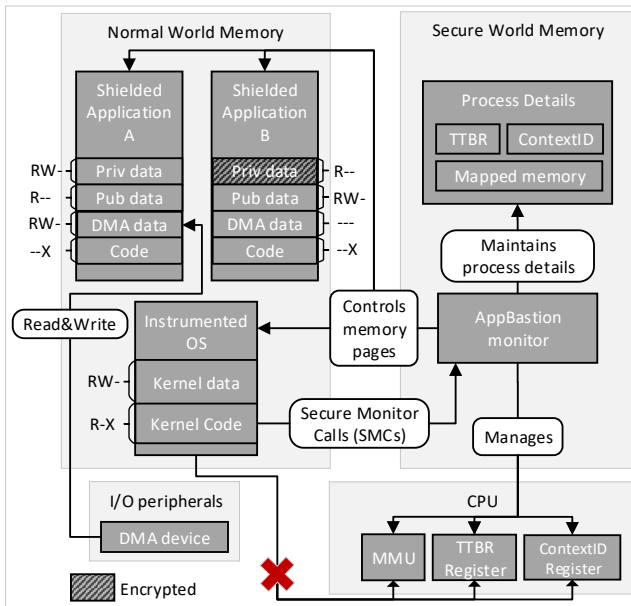 Normal World Memory
Secure World Memory
Shielded
Application
A
Priv data
Pub data
DMA data
Code
RW-
R--
RW-
--X
Shielded
Application
B
Priv data
Pub data
DMA data
Code
R--
RW-
---
--X
Process Details
TTBR
ContextID
Mapped memory
Maintains
process details
Read&Write
Instrumented
OS
Kernel data
Kernel Code
RW-
R-X
Controls
memory
pages
AppBastion
monitor
Secure Monitor
Calls (SMCs)
Manages
I/O peripherals
DMA device
CPU
MMU
TTBR
Register
ContextID
Register
Encrypted